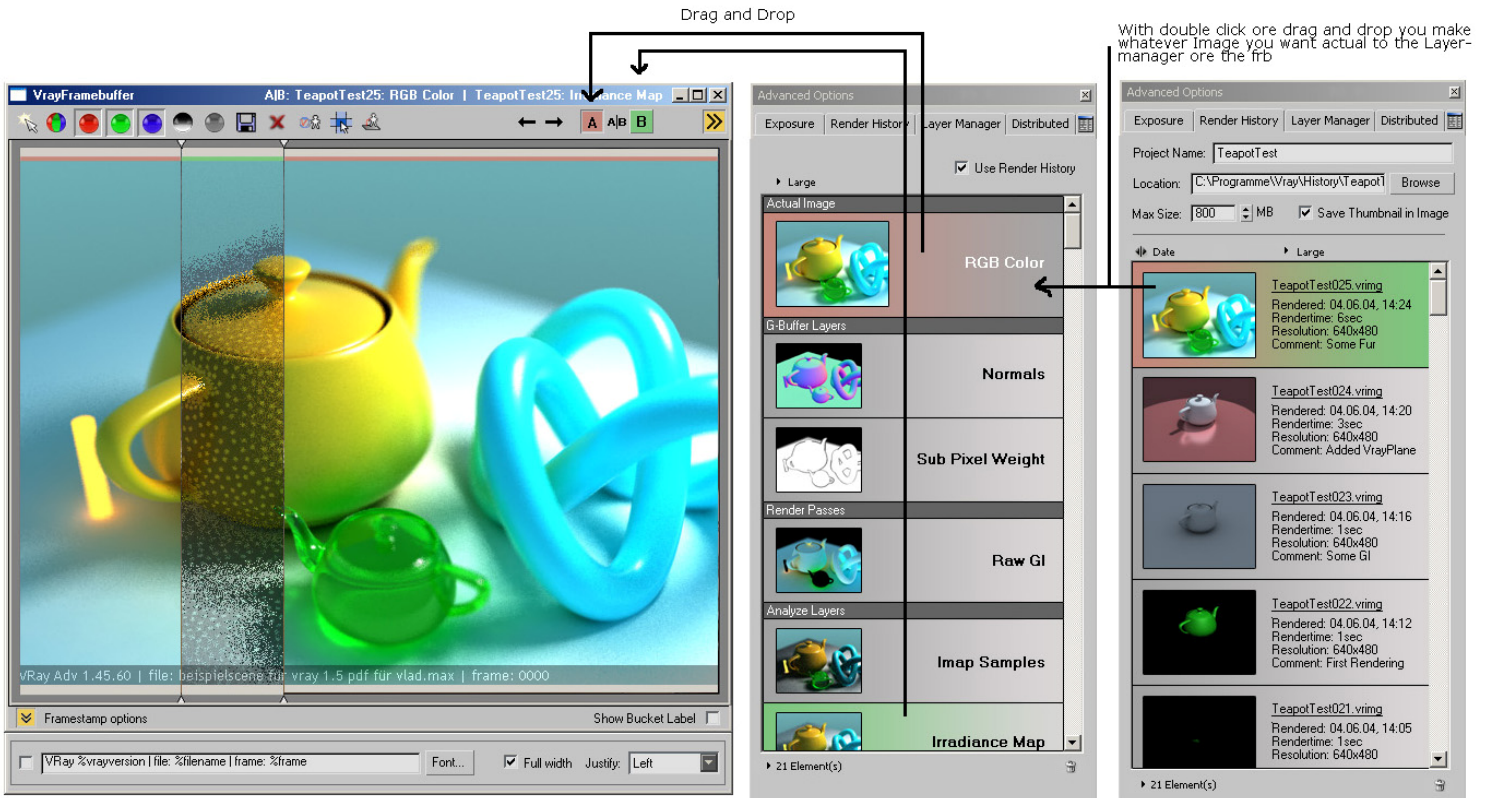 Drag and Drop
With double click ore drag and drop you make
whatever Image you want actual to the Layer-
manager ore the frb
VrayFramebuffer
A|B: TeapotTest25: RGB Color | TeapotTest25: Irradiance Map
A
A|B
B
VRay Adv 1.45.60 | file: beispielscene für vray 1.5 pdf für vlad.max | frame: 0000
Framestamp options
Show Bucket Label
VRay %vrayversion | file: %filename | frame: %frame
Font...
Full width
Justify:
Left
Advanced Options
Exposure
Render History
Layer Manager
Distributed
Use Render History
Large
Actual Image
RGB Color
G-Buffer Layers
Normals
Sub Pixel Weight
Render Passes
Raw GI
Analyze Layers
Imap Samples
Irradiance Map
21 Element(s)
Advanced Options
Exposure
Render History
Layer Manager
Distributed
Project Name: TeapotTest
Location: C:\Programme\Vray\History\TeapotT
Browse
Max Size: 800 MB
Save Thumbnail in Image
Date
Large
TeapotTest025.vrimg
Rendered: 04.06.04, 14:24
Rendertime: 6sec
Resolution: 640x480
Comment: Some Fur
TeapotTest024.vrimg
Rendered: 04.06.04, 14:20
Rendertime: 3sec
Resolution: 640x480
Comment: Added VrayPlane
TeapotTest023.vrimg
Rendered: 04.06.04, 14:16
Rendertime: 1sec
Resolution: 640x480
Comment: Some GI
TeapotTest022.vrimg
Rendered: 04.06.04, 14:12
Rendertime: 1sec
Resolution: 640x480
Comment: First Rendering
TeapotTest021.vrimg
Rendered: 04.06.04, 14:05
Rendertime: 1sec
Resolution: 640x480
21 Element(s)